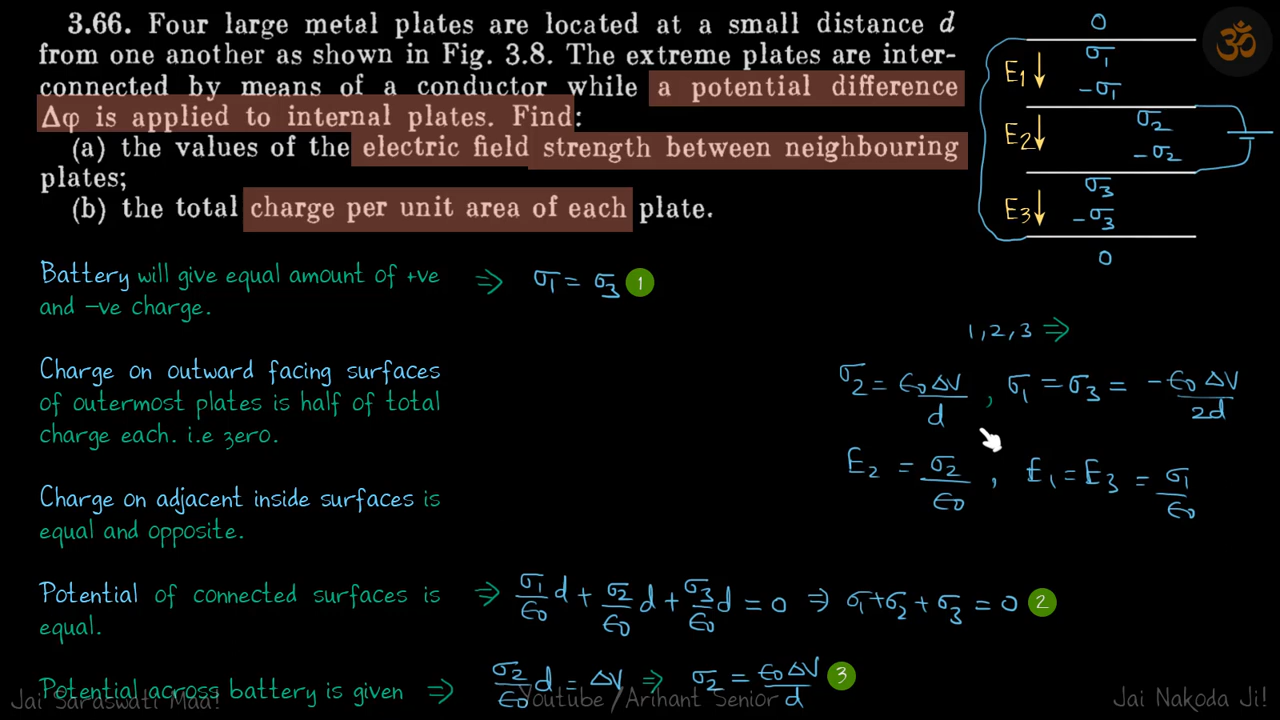 3.66. Four large metal plates are located at a small distance d
from one another as shown in Fig. 3.8. The extreme plates are inter-
connected by means of a conductor while a potential difference
Δφ is applied to internal plates. Find:
(a) the values of the electric field strength between neighbouring
plates;
(b) the total charge per unit area of each plate.
0
σ1
E1 ↓
-σ1
σ2
E2 ↓
-σ2
σ3
E3 ↓
-σ3
0
ॐ
Battery will give equal amount of +ve
and -ve charge.
⇒ σ1 = σ3 1
Charge on outward facing surfaces
of outermost plates is half of total
charge each. i.e zero.
Charge on adjacent inside surfaces is
equal and opposite.
Potential of connected surfaces is
equal.
⇒ σ1/ε0 d + σ2/ε0 d + σ3/ε0 d = 0 ⇒ σ1+σ2+σ3 = 0 2
Potential across battery is given ⇒ σ2/ε0 d = ΔV ⇒ σ2 = ε0ΔV/d 3
1,2,3 ⇒
σ2 = ε0ΔV/d , σ1 = σ3 = -ε0ΔV/2d
E2 = σ2/ε0 , E1 = E3 = σ1/ε0
Jai Saraswati Maa!
Youtube/Arihant Senior
Jai Nakoda Ji!